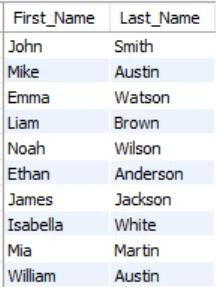 First_Name Last_Name
John Smith
Mike Austin
Emma Watson
Liam Brown
Noah Wilson
Ethan Anderson
James Jackson
Isabella White
Mia Martin
William Austin